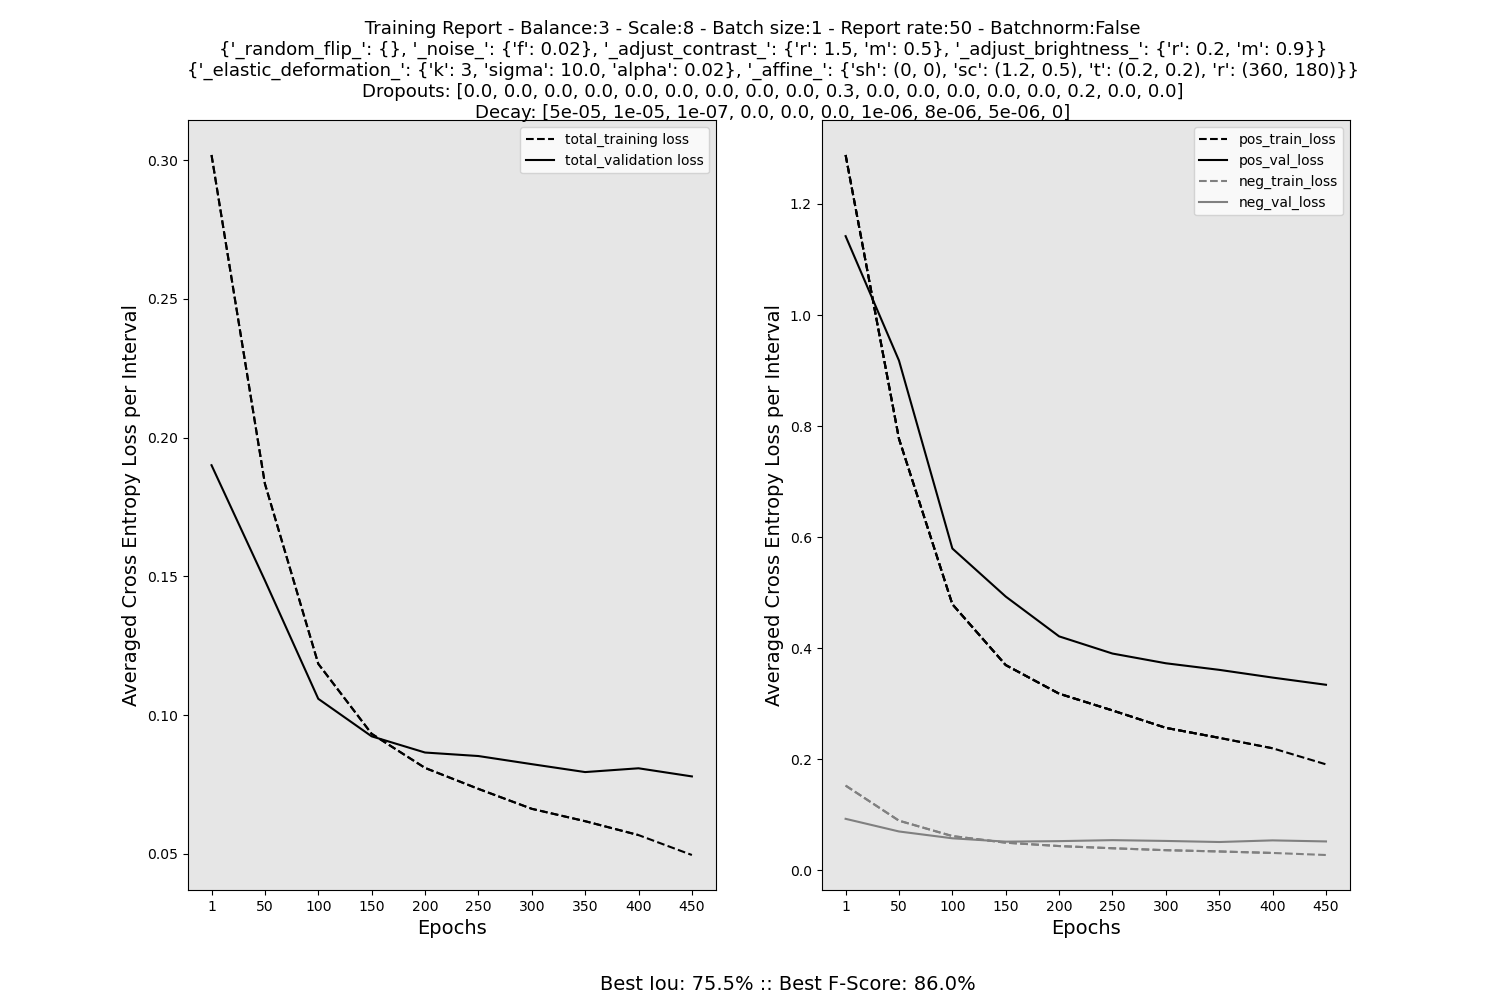 Training Report - Balance:3 - Scale:8 - Batch size:1 - Report rate:50 - Batchnorm:False
{'_random_flip_': {}, '_noise_': {'f': 0.02}, '_adjust_contrast_': {'r': 1.5, 'm': 0.5}, '_adjust_brightness_': {'r': 0.2, 'm': 0.9}}
{'_elastic_deformation_': {'k': 3, 'sigma': 10.0, 'alpha': 0.02}, '_affine_': {'sh': (0, 0), 'sc': (1.2, 0.5), 't': (0.2, 0.2), 'r': (360, 180)}}
Dropouts: [0.0, 0.0, 0.0, 0.0, 0.0, 0.0, 0.0, 0.0, 0.0, 0.3, 0.0, 0.0, 0.0, 0.0, 0.0, 0.2, 0.0, 0.0]
Decay: [5e-05, 1e-05, 1e-07, 0.0, 0.0, 0.0, 1e-06, 8e-06, 5e-06, 0]
total_training loss
total_validation loss
0.30
0.25
0.20
0.15
0.10
0.05
Averaged Cross Entropy Loss per Interval
1 50 100 150 200 250 300 350 400 450
Epochs
pos_train_loss
pos_val_loss
neg_train_loss
neg_val_loss
1.2
1.0
0.8
0.6
0.4
0.2
0.0
Averaged Cross Entropy Loss per Interval
1 50 100 150 200 250 300 350 400 450
Epochs
Best Iou: 75.5% :: Best F-Score: 86.0%